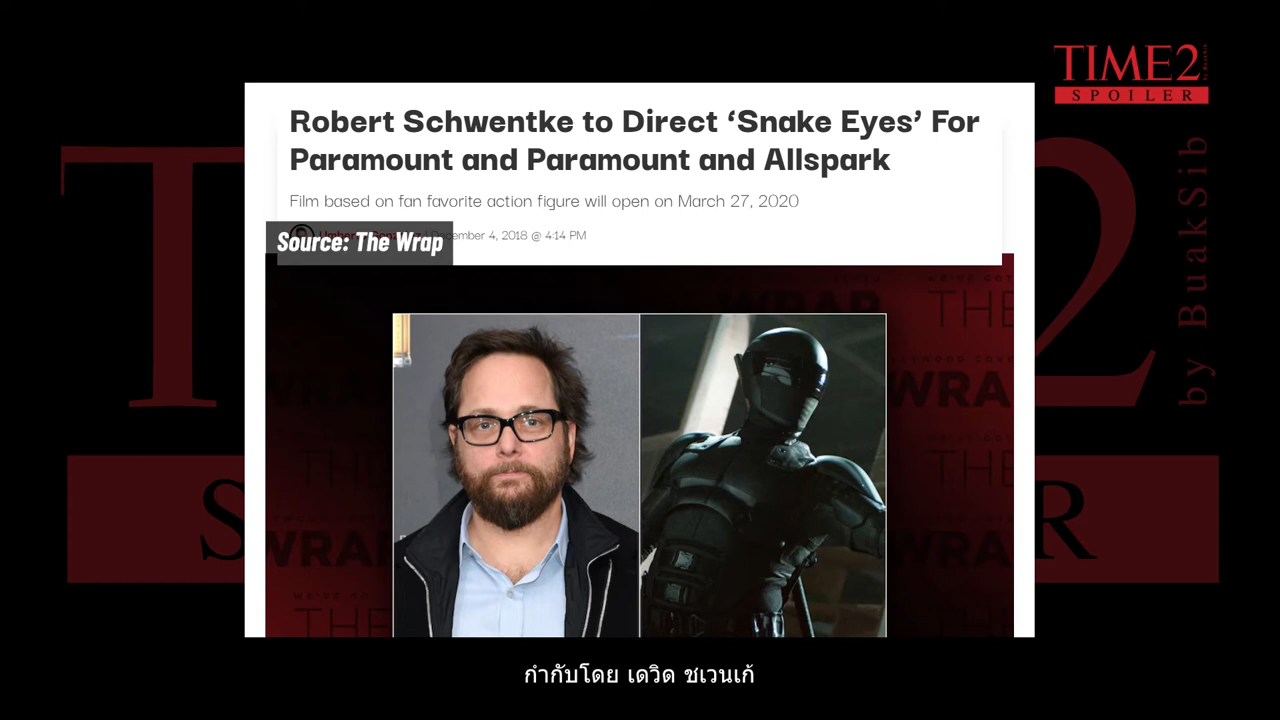 TIME2
SPOILER
Robert Schwentke to Direct ‘Snake Eyes’ For
Paramount and Paramount and Allspark
Film based on fan favorite action figure will open on March 27, 2020
December 4, 2018 @ 4:14 PM
Source: The Wrap
by BuakSib
กำกับโดย เดวิด ชเวนเก้